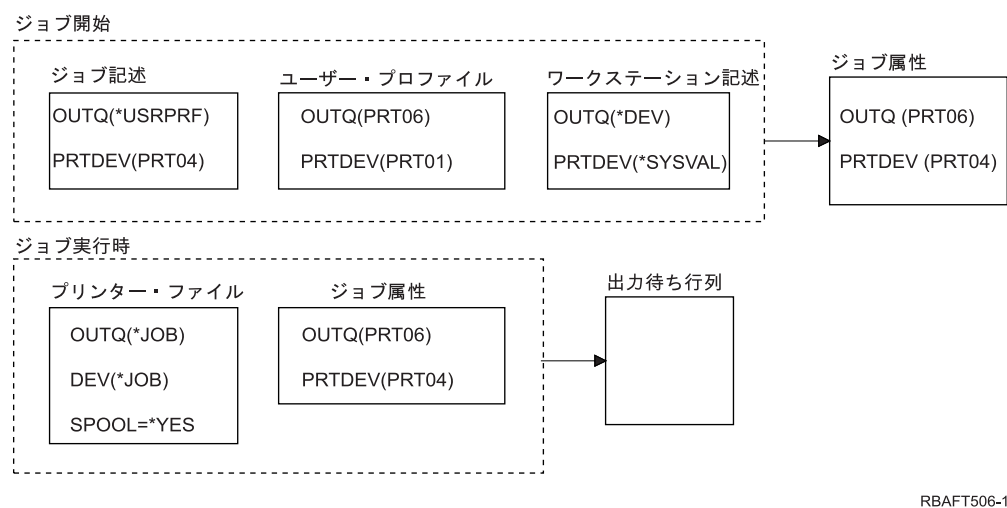 ジョブ開始
ジョブ記述
OUTQ(*USRPRF)
PRTDEV(PRT04)
ユーザー・プロファイル
OUTQ(PRT06)
PRTDEV(PRT01)
ワークステーション記述
OUTQ(*DEV)
PRTDEV(*SYSVAL)
ジョブ属性
OUTQ (PRT06)
PRTDEV (PRT04)
ジョブ実行時
プリンター・ファイル
OUTQ(*JOB)
DEV(*JOB)
SPOOL=*YES
ジョブ属性
OUTQ(PRT06)
PRTDEV(PRT04)
出力待ち行列
RBAFT506-1